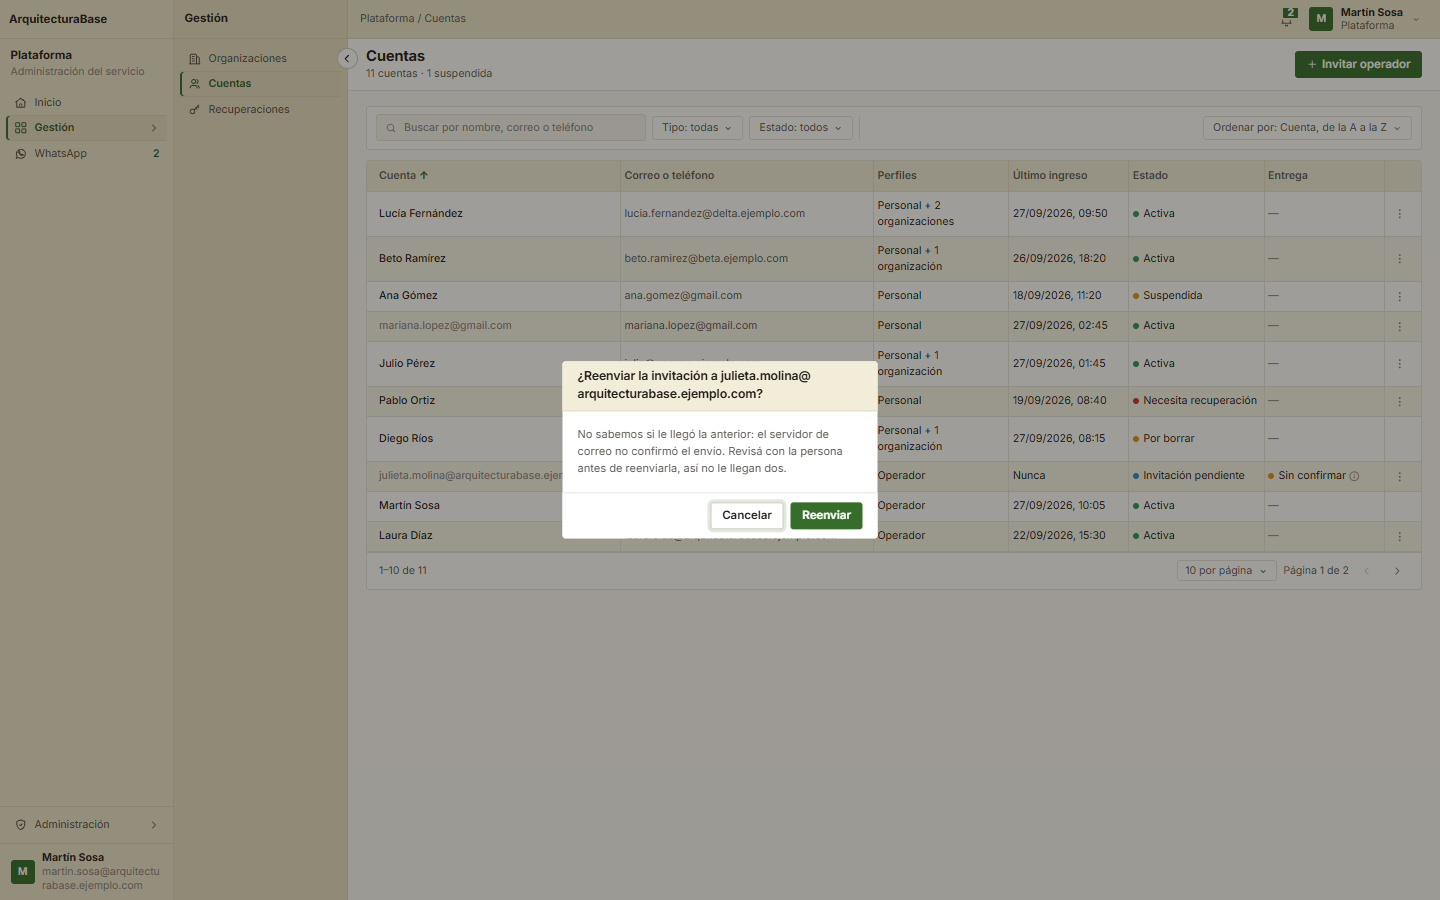 ArquitecturaBase
Plataforma
Administración del servicio
Inicio
Gestión
WhatsApp 2
Administración
M
Martín Sosa
martin.sosa@arquitectu
rabase.ejemplo.com
Gestión
Organizaciones
Cuentas
Recuperaciones
Plataforma / Cuentas
2
M
Martín Sosa
Plataforma
Cuentas
11 cuentas · 1 suspendida
+ Invitar operador
Buscar por nombre, correo o teléfono
Tipo: todas
Estado: todos
Ordenar por: Cuenta, de la A a la Z
Cuenta ↑ Correo o teléfono Perfiles Último ingreso Estado Entrega
Lucía Fernández lucia.fernandez@delta.ejemplo.com Personal + 2 organizaciones 27/09/2026, 09:50 Activa —
Beto Ramírez beto.ramirez@beta.ejemplo.com Personal + 1 organización 26/09/2026, 18:20 Activa —
Ana Gómez ana.gomez@gmail.com Personal 18/09/2026, 11:20 Suspendida —
mariana.lopez@gmail.com mariana.lopez@gmail.com Personal 27/09/2026, 02:45 Activa —
Julio Pérez Personal + 1 organización 27/09/2026, 01:45 Activa —
Pablo Ortiz Personal 19/09/2026, 08:40 Necesita recuperación —
Diego Ríos Personal + 1 organización 27/09/2026, 08:15 Por borrar —
julieta.molina@arquitecturabase.ejer Operador Nunca Invitación pendiente Sin confirmar
Martín Sosa Operador 27/09/2026, 10:05 Activa —
Laura Díaz Operador 22/09/2026, 15:30 Activa —
1–10 de 11
10 por página
Página 1 de 2
¿Reenviar la invitación a julieta.molina@
arquitecturabase.ejemplo.com?
No sabemos si le llegó la anterior: el servidor de
correo no confirmó el envío. Revisá con la persona
antes de reenviarla, así no le llegan dos.
Cancelar
Reenviar